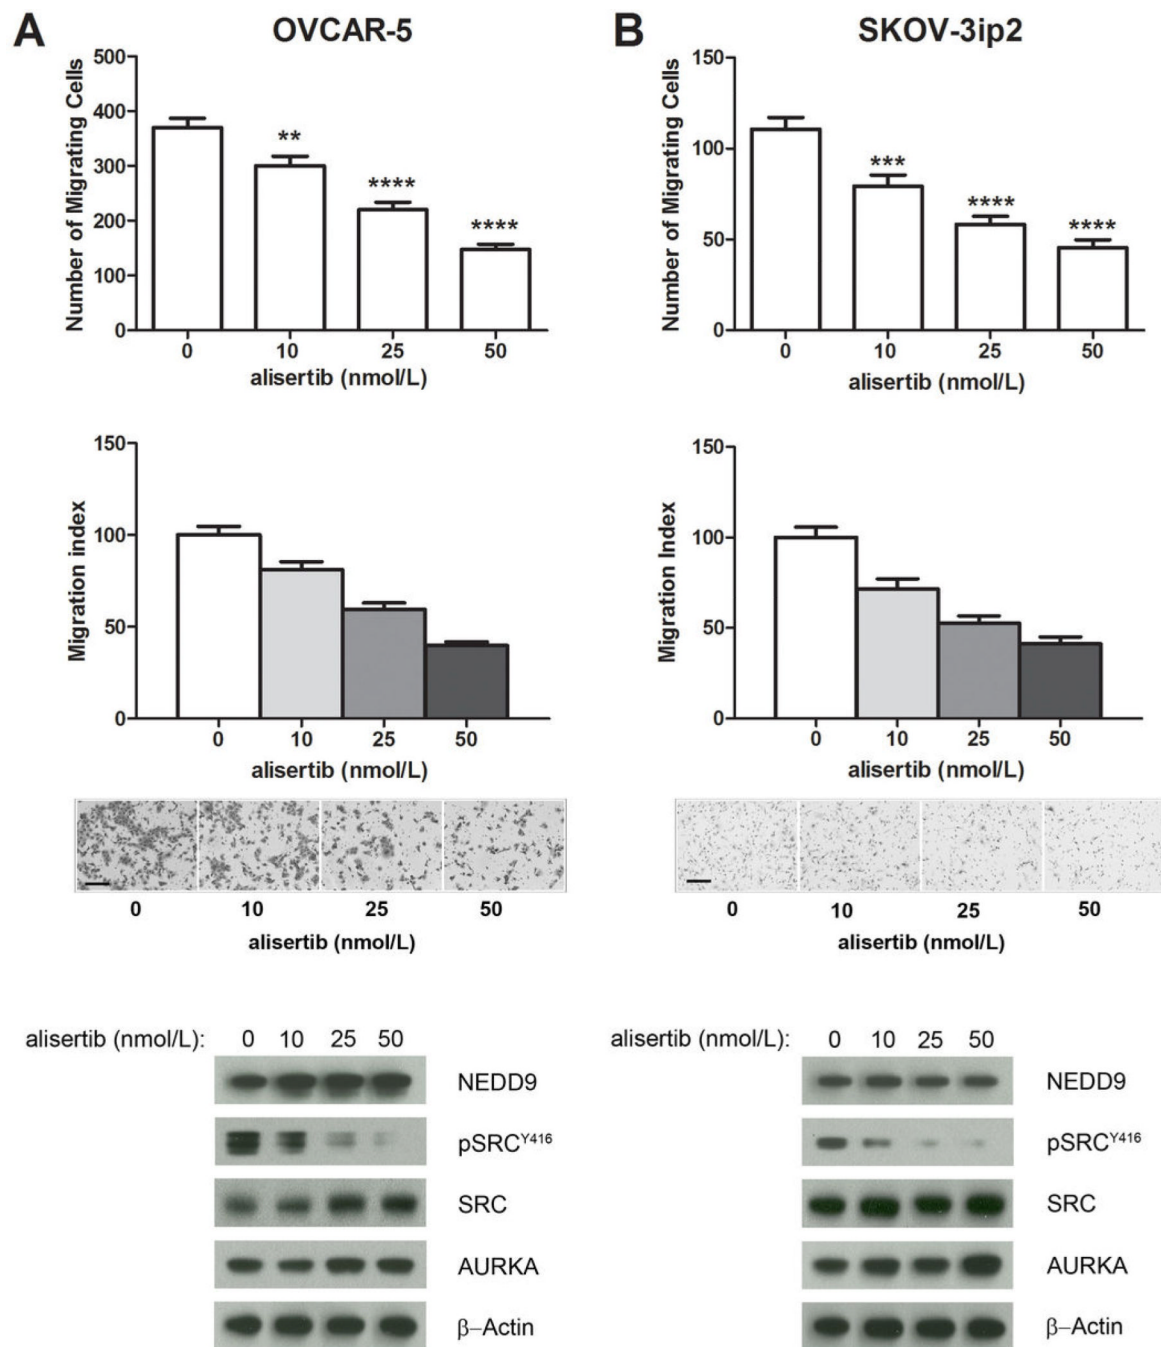 A
OVCAR-5
Number of Migrating Cells
500
400
300
200
100
0
**
****
****
0 10 25 50
alisertib (nmol/L)
Migration index
150
100
50
0
0 10 25 50
alisertib (nmol/L)
0 10 25 50
alisertib (nmol/L)
alisertib (nmol/L): 0 10 25 50
NEDD9
pSRCY416
SRC
AURKA
β–Actin
B
SKOV-3ip2
Number of Migrating Cells
150
100
50
0
***
****
****
0 10 25 50
alisertib (nmol/L)
Migration Index
150
100
50
0
0 10 25 50
alisertib (nmol/L)
0 10 25 50
alisertib (nmol/L)
alisertib (nmol/L): 0 10 25 50
NEDD9
pSRCY416
SRC
AURKA
β–Actin